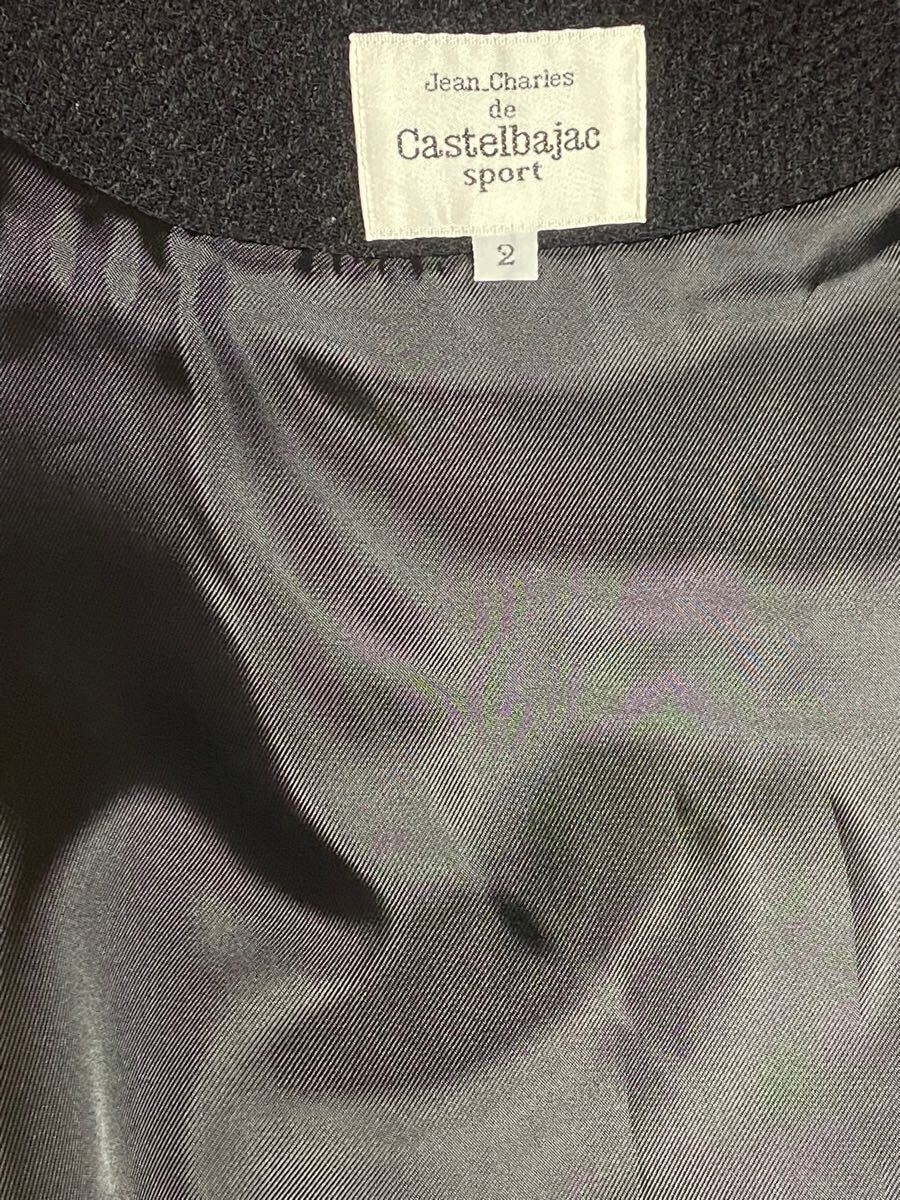 Jean_Charles
de
Castelbajac
sport
2